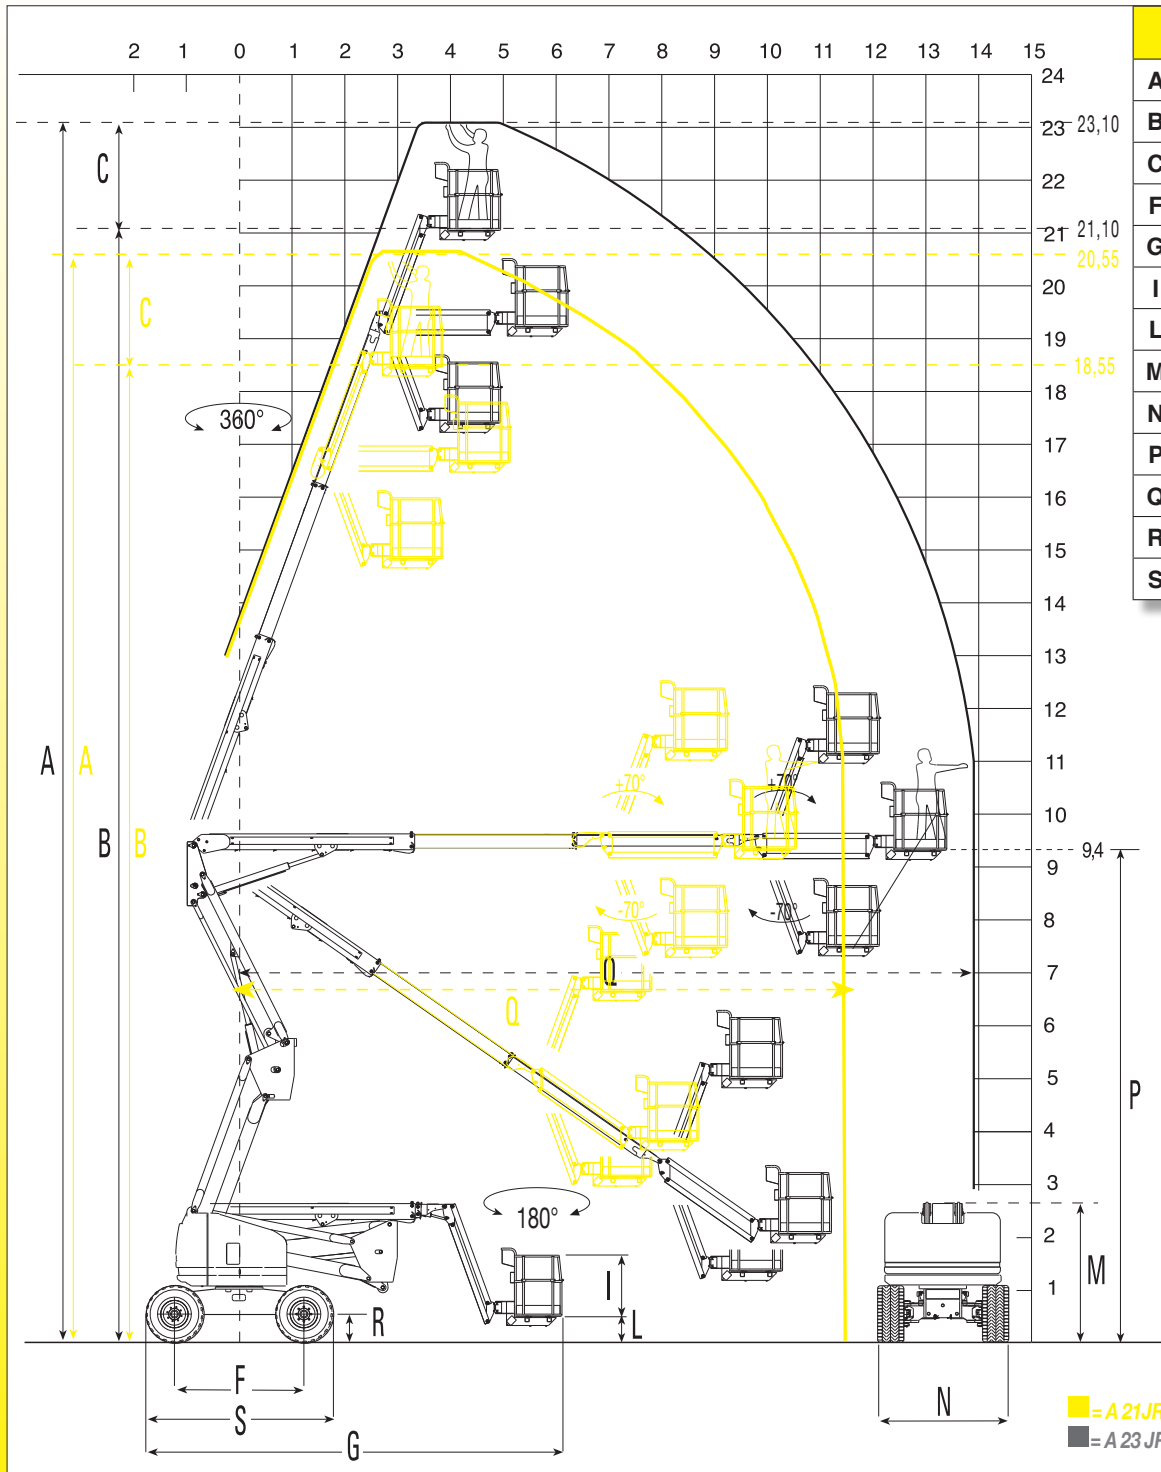 2 1 0 1 2 3 4 5 6 7 8 9 10 11 12 13 14 15
24
23
23,10
22
21
21,10
20,55
20
19
18,55
18
17
16
15
14
13
12
11
10
9,4
9
8
7
6
5
4
3
2
1
C
C
360°
A
A
B
B
+70°
+70°
-70°
-70°
Q
Q
P
180°
I
L
R
M
F
S
G
N
A
B
C
F
G
I
L
M
N
P
Q
R
S
= A 21JR
= A 23 JR